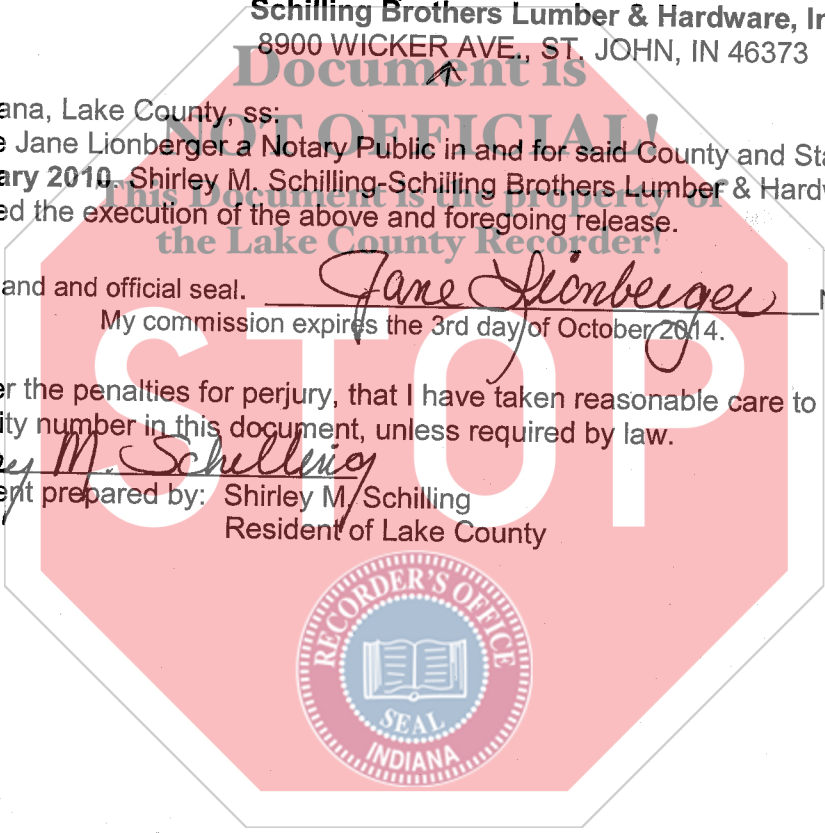 Schilling Brothers Lumber & Hardware, In
8900 WICKER AVE., ST. JOHN, IN 46373
Document is
ana, Lake County, ss:
NOT OFFICIAL!
e Jane Lionberger a Notary Public in and for said County and Sta
ary 2010, Shirley M. Schilling-Schilling Brothers Lumber & Hardw
This Document is the property of
ed the execution of the above and foregoing release.
the Lake County Recorder!
and and official seal. Jane Lionberger N
My commission expires the 3rd day of October 2014.
STOP
er the penalties for perjury, that I have taken reasonable care to
ity number in this document, unless required by law.
ey M. Schilling
ent prepared by: Shirley M. Schilling
Resident of Lake County
RECORDER'S OFFICE
SEAL
INDIANA